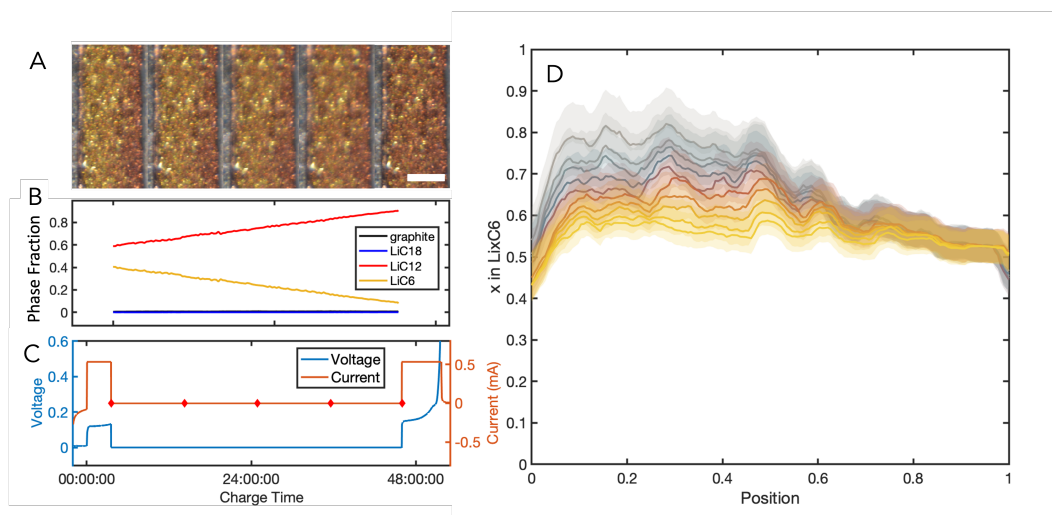 A
B
Phase Fraction
0.8
0.6
0.4
0.2
0
graphite
LiC18
LiC12
LiC6
C
Voltage
0.6
0.4
0.2
0
Voltage
Current
0.5
0
-0.5
Current (mA)
00:00:00
24:00:00
48:00:00
Charge Time
D
x in LixC6
1
0.9
0.8
0.7
0.6
0.5
0.4
0.3
0.2
0.1
0
0
0.2
0.4
0.6
0.8
1
Position